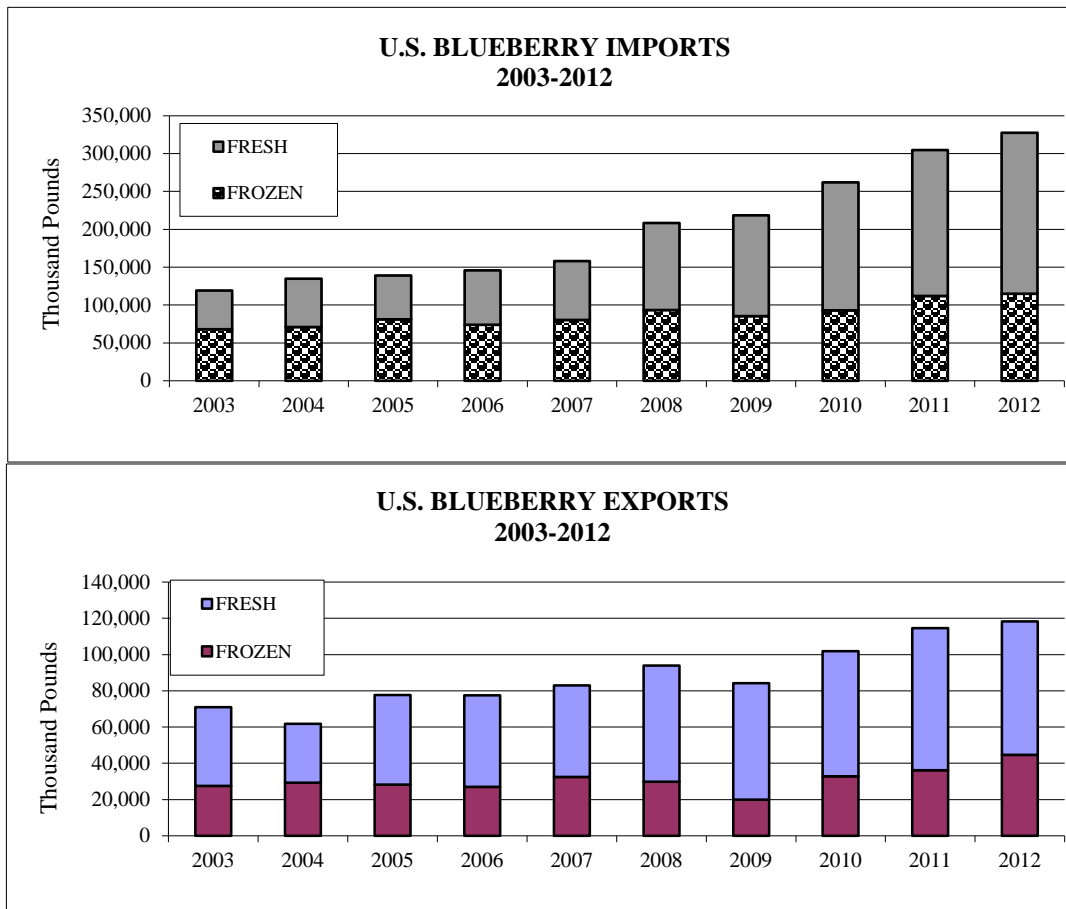 U.S. BLUEBERRY IMPORTS
2003-2012
Thousand Pounds
350,000
300,000
250,000
200,000
150,000
100,000
50,000
0
FRESH
FROZEN
2003 2004 2005 2006 2007 2008 2009 2010 2011 2012
U.S. BLUEBERRY EXPORTS
2003-2012
Thousand Pounds
140,000
120,000
100,000
80,000
60,000
40,000
20,000
0
FRESH
FROZEN
2003 2004 2005 2006 2007 2008 2009 2010 2011 2012